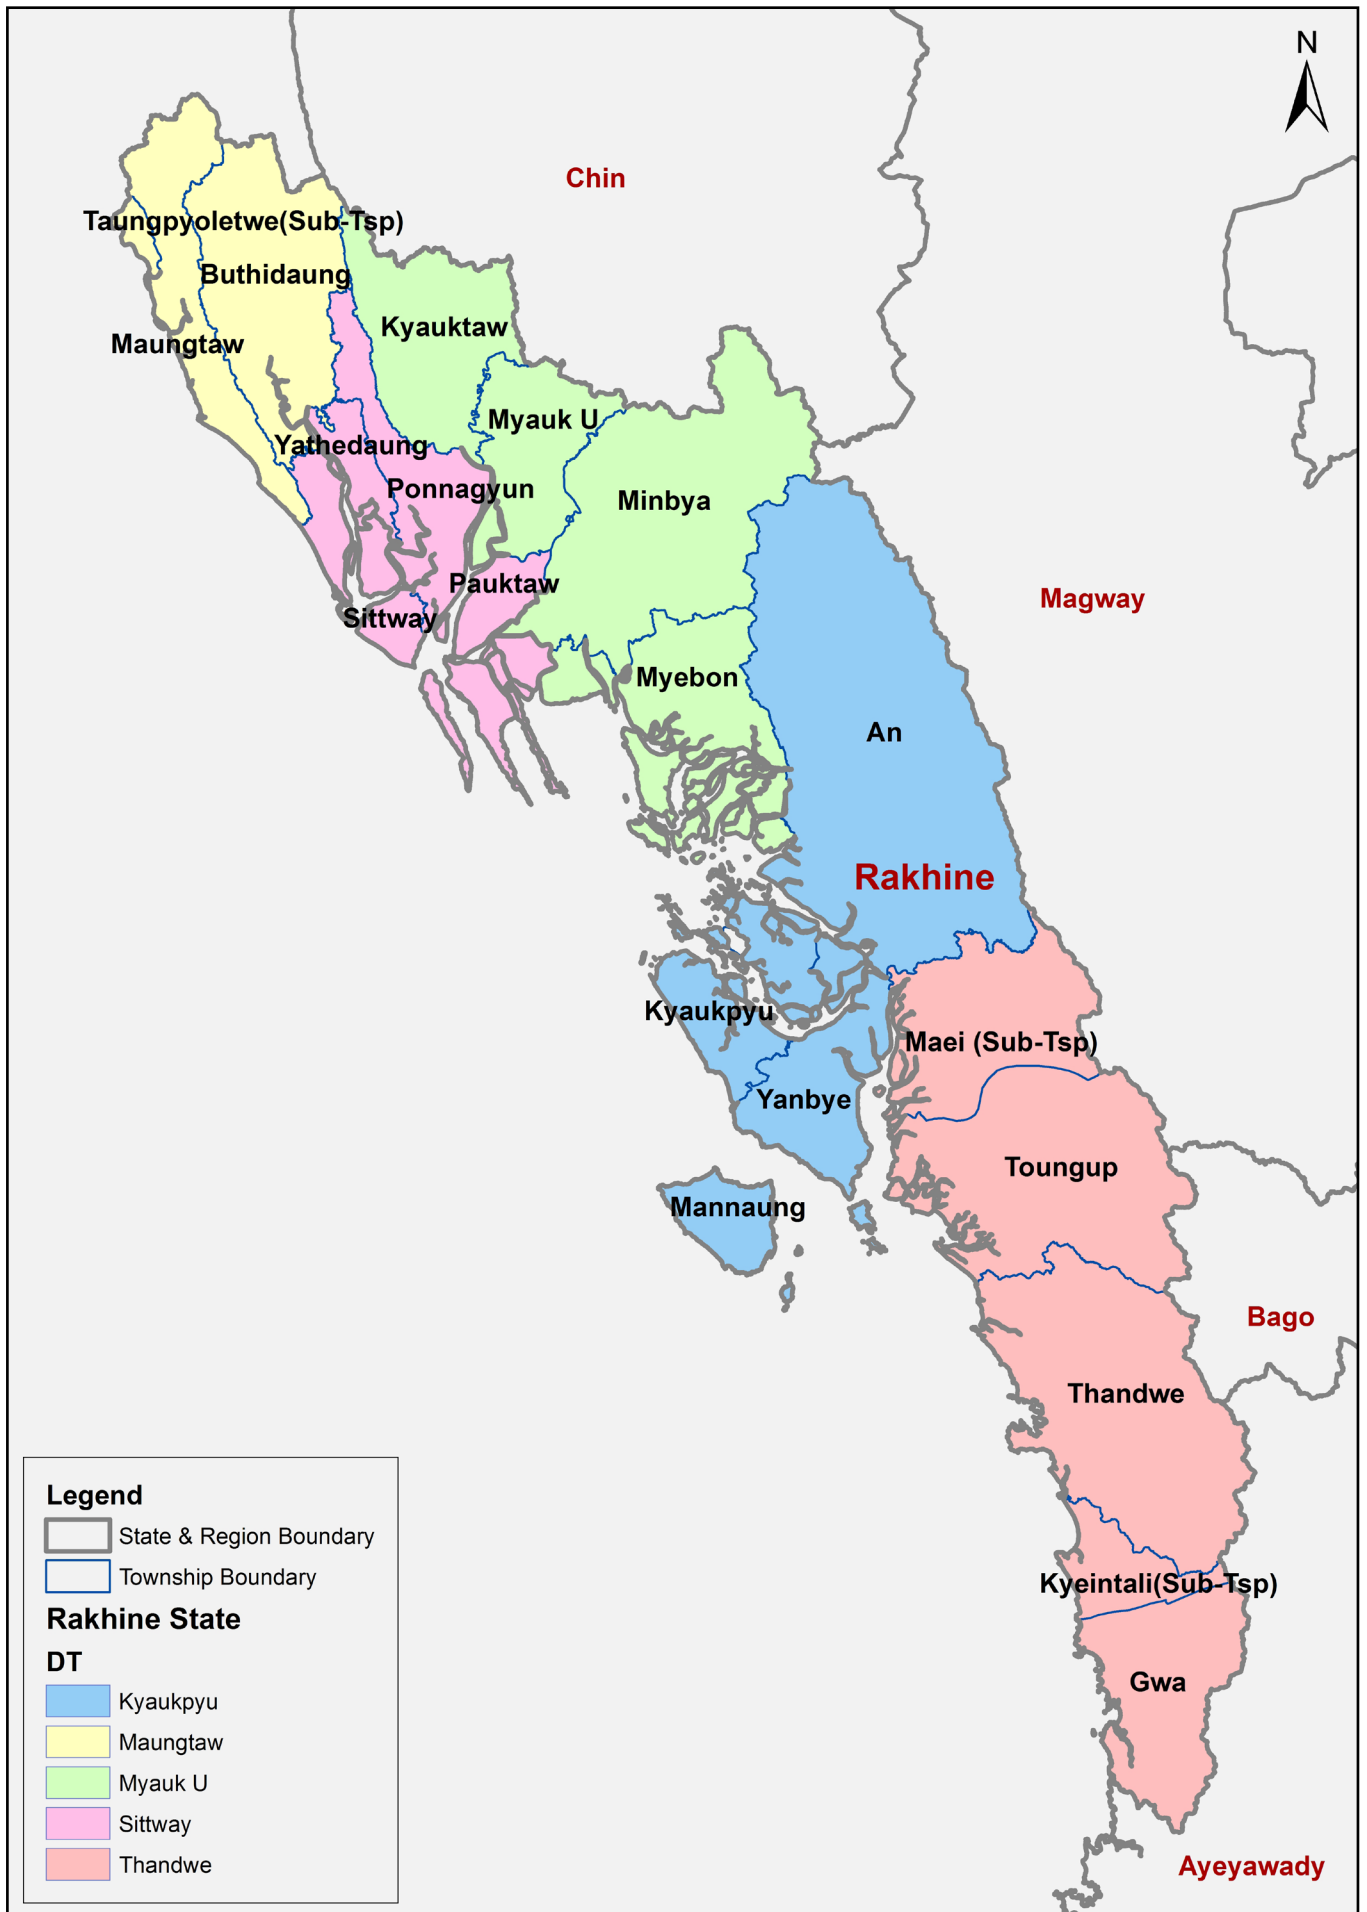 N
Chin
Taungpyoletwe(Sub-Tsp)
Buthidaung
Kyauktaw
Maungtaw
Myauk U
Yathedaung
Ponnagyun
Minbya
Pauktaw
Magway
Sittway
Myebon
An
Rakhine
Kyaukpyu
Maei (Sub-Tsp)
Yanbye
Toungup
Mannaung
Bago
Thandwe
Kyeintali(Sub-Tsp)
Gwa
Ayeyawady
Legend
State & Region Boundary
Township Boundary
Rakhine State
DT
Kyaukpyu
Maungtaw
Myauk U
Sittway
Thandwe